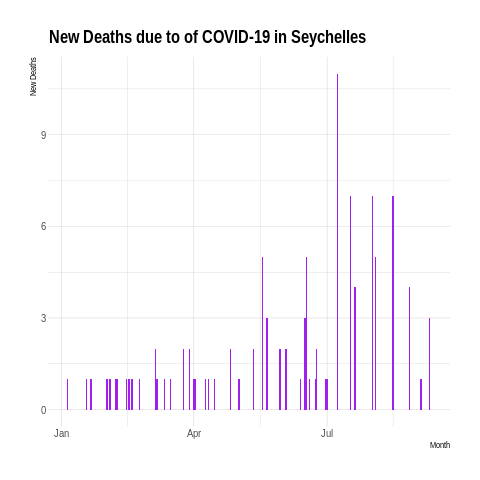 New Deaths due to of COVID-19 in Seychelles
New Deaths
9
6
3
0
Jan Apr Jul
Month